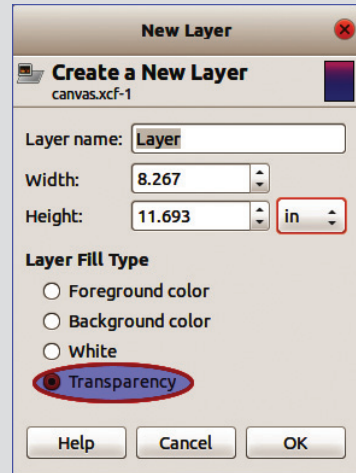 New Layer
Create a New Layer
canvas.xcf-1
Layer name: Layer
Width: 8.267
Height: 11.693 in
Layer Fill Type
Foreground color
Background color
White
Transparency
Help Cancel OK